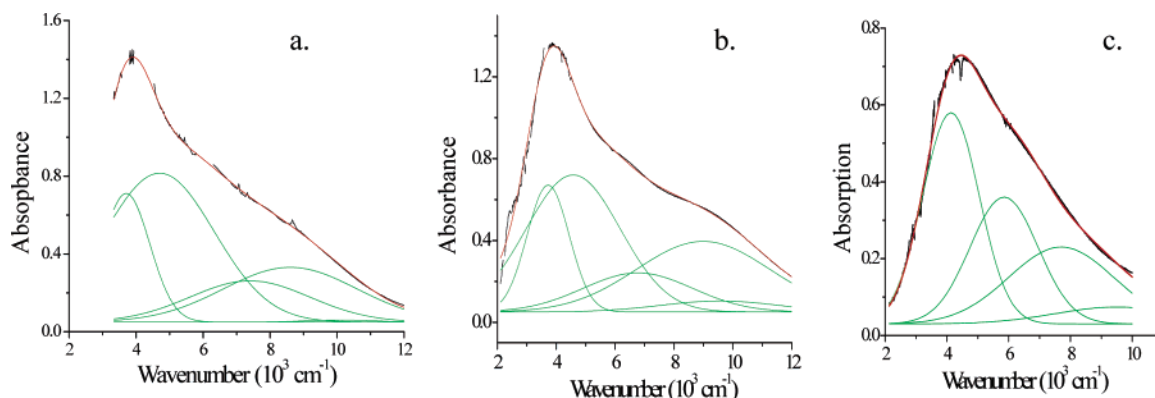 a.
1.6
1.2
0.8
0.4
0.0
2 4 6 8 10 12
Absopbance
Wavenumber (10³ cm⁻¹)
b.
1.2
0.8
0.4
0.0
2 4 6 8 10 12
Absorbance
Wavenumber (10³ cm⁻¹)
c.
0.8
0.6
0.4
0.2
0.0
2 4 6 8 10
Absorption
Wavenumber (10³ cm⁻¹)